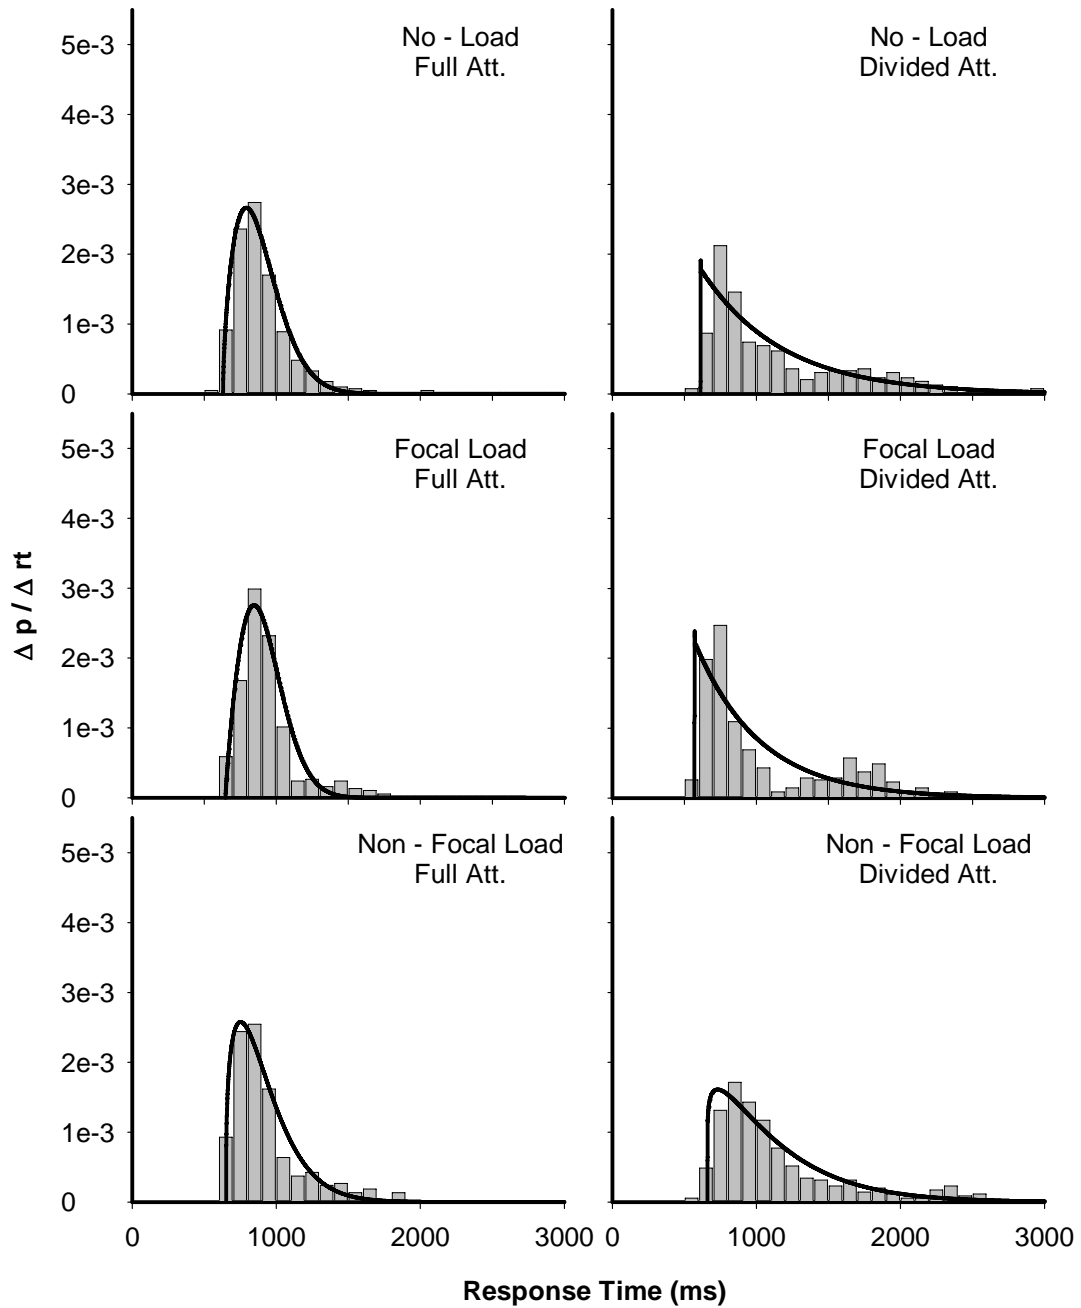 No - Load
Full Att.
No - Load
Divided Att.
5e-3
4e-3
3e-3
2e-3
1e-3
0
Focal Load
Full Att.
Focal Load
Divided Att.
5e-3
4e-3
3e-3
2e-3
1e-3
0
Δ p / Δ rt
Non - Focal Load
Full Att.
Non - Focal Load
Divided Att.
5e-3
4e-3
3e-3
2e-3
1e-3
0
0 1000 2000 3000 0 1000 2000 3000
Response Time (ms)